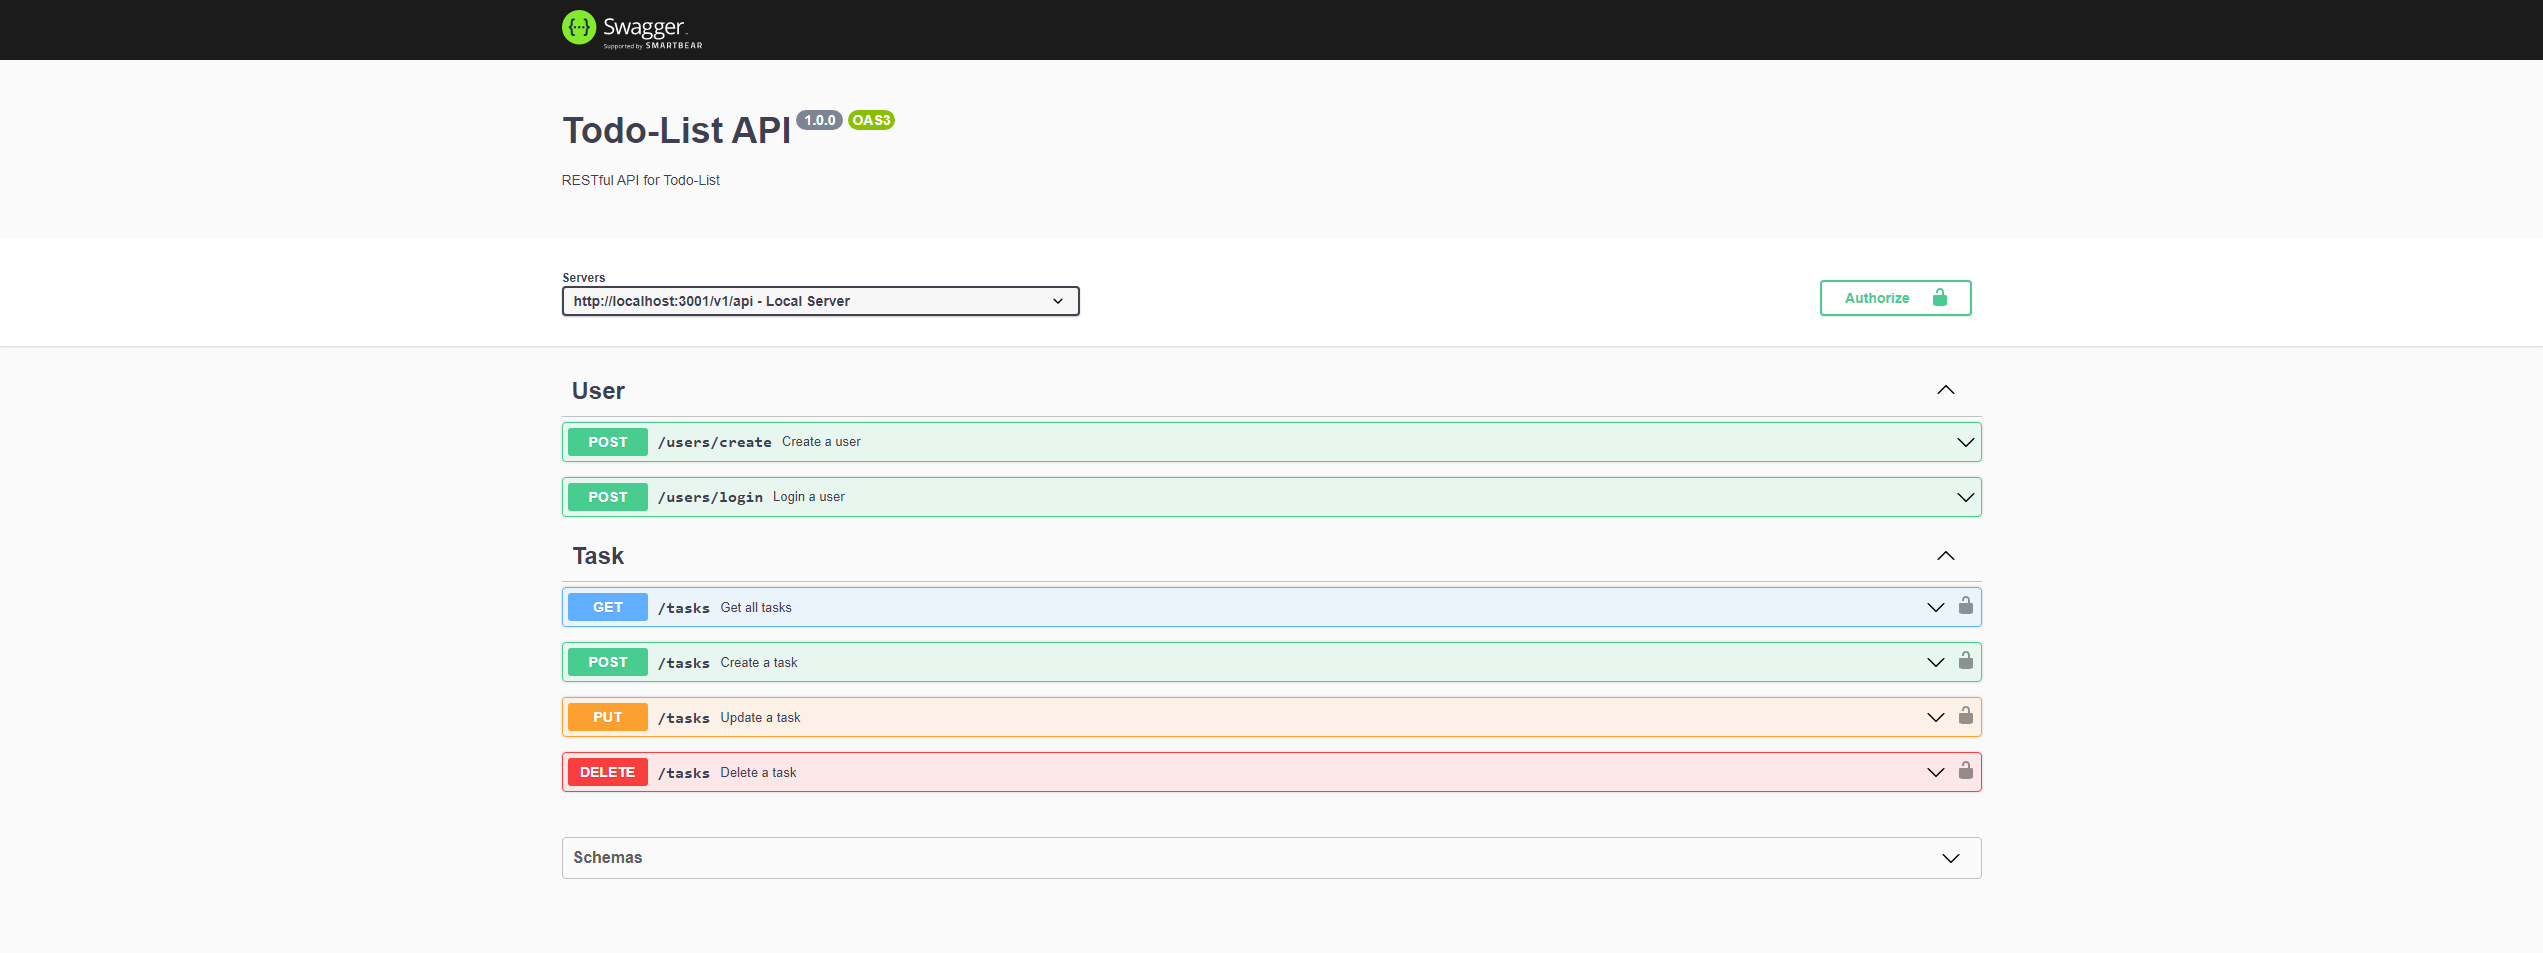 Swagger
Supported by SMARTBEAR
Todo-List API 1.0.0 OAS3
RESTful API for Todo-List
Servers
http://localhost:3001/v1/api - Local Server
Authorize
User
POST /users/create Create a user
POST /users/login Login a user
Task
GET /tasks Get all tasks
POST /tasks Create a task
PUT /tasks Update a task
DELETE /tasks Delete a task
Schemas